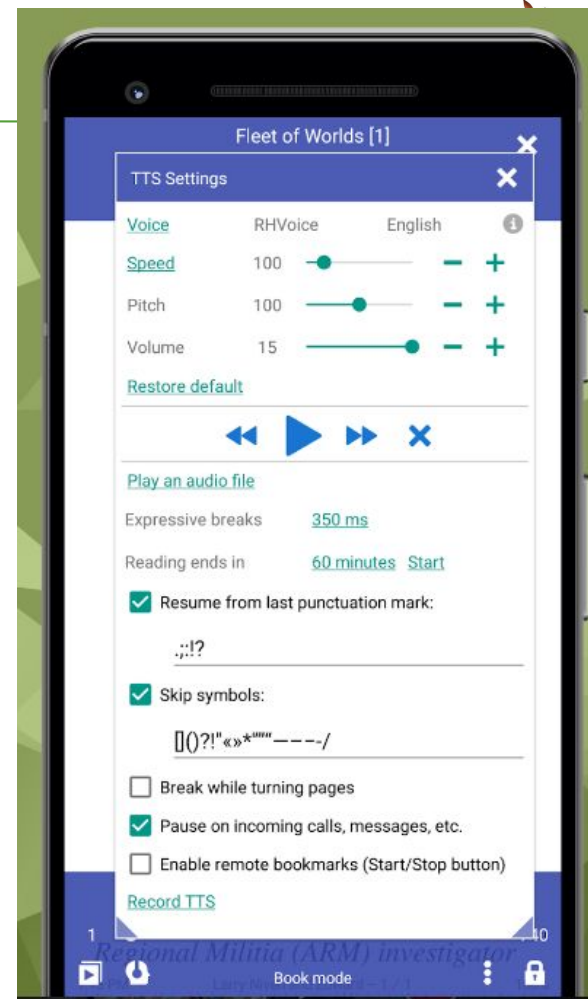 Fleet of Worlds [1]
TTS Settings
Voice RHVoice English
Speed 100
Pitch 100
Volume 15
Restore default
Play an audio file
Expressive breaks 350 ms
Reading ends in 60 minutes Start
Resume from last punctuation mark:
.;:!?
Skip symbols:
[]()?!"«»*"""—–−-/
Break while turning pages
Pause on incoming calls, messages, etc.
Enable remote bookmarks (Start/Stop button)
Record TTS
1
Regional Militia (ARM) investigator
Book mode